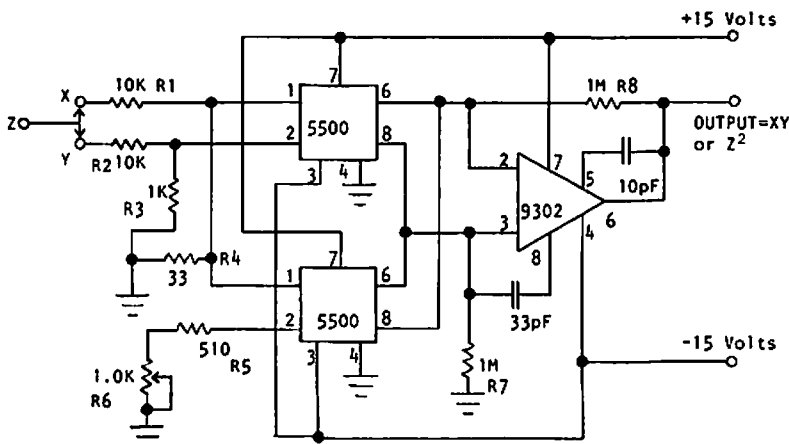 +15 Volts
10K R1
X
Z
Y
R2 10K
1K
R3
R4
33
7
1
6
5500
2
8
3
4
1M R8
OUTPUT=XY
or Z²
2
7
5
10pF
9302
3
6
4
8
33pF
7
1
6
5500
2
8
3
4
510
R5
1.0K
R6
1M
R7
-15 Volts